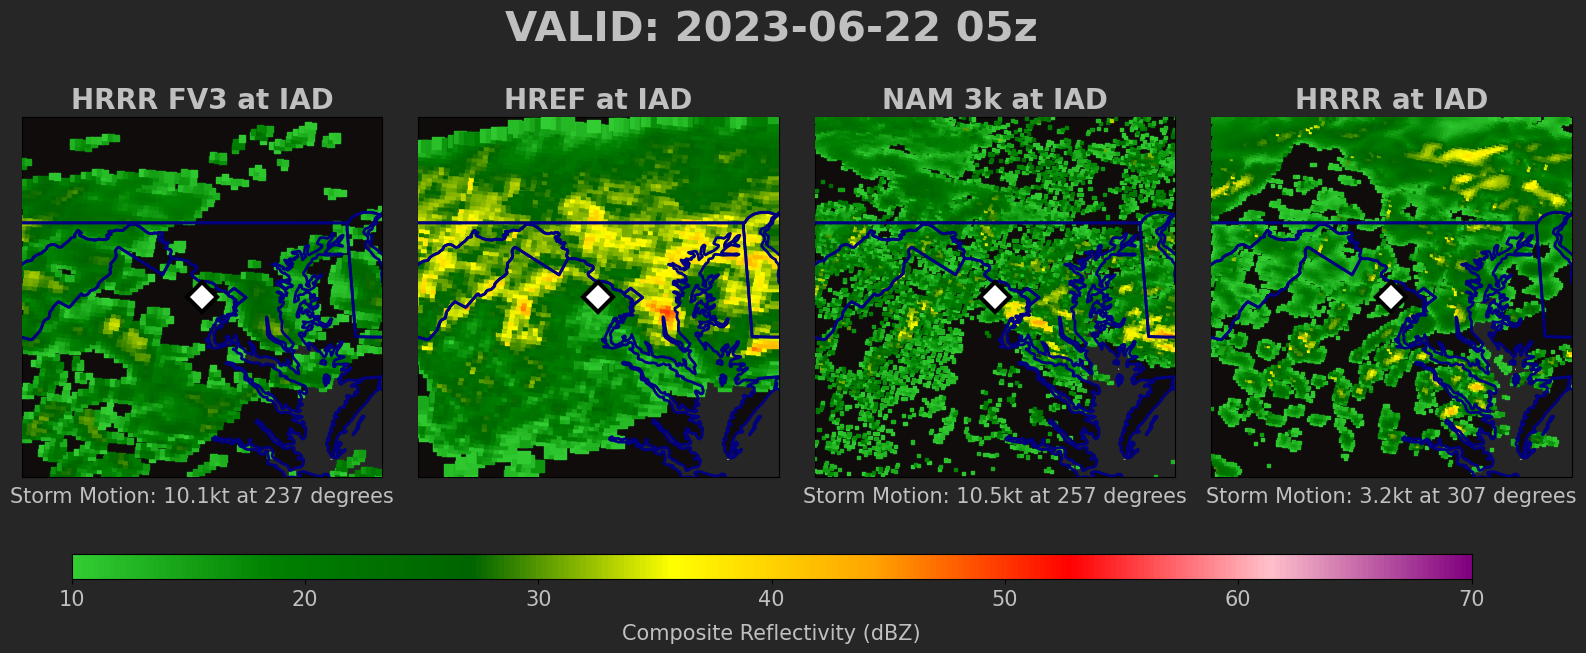 VALID: 2023-06-22 05z
HRRR FV3 at IAD
HREF at IAD
NAM 3k at IAD
HRRR at IAD
Storm Motion: 10.1kt at 237 degrees
Storm Motion: 10.5kt at 257 degrees
Storm Motion: 3.2kt at 307 degrees
10 20 30 40 50 60 70
Composite Reflectivity (dBZ)